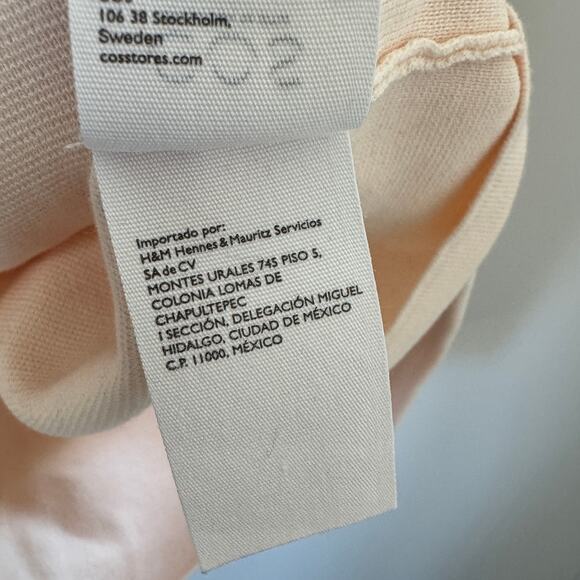 COS
106 38 Stockholm,
Sweden
cosstores.com
Importado por:
H&M Hennes & Mauritz Servicios
SA de CV
MONTES URALES 745 PISO 5,
COLONIA LOMAS DE
CHAPULTEPEC
I SECCIÓN, DELEGACIÓN MIGUEL
HIDALGO, CIUDAD DE MÉXICO
C.P. 11000, MÉXICO